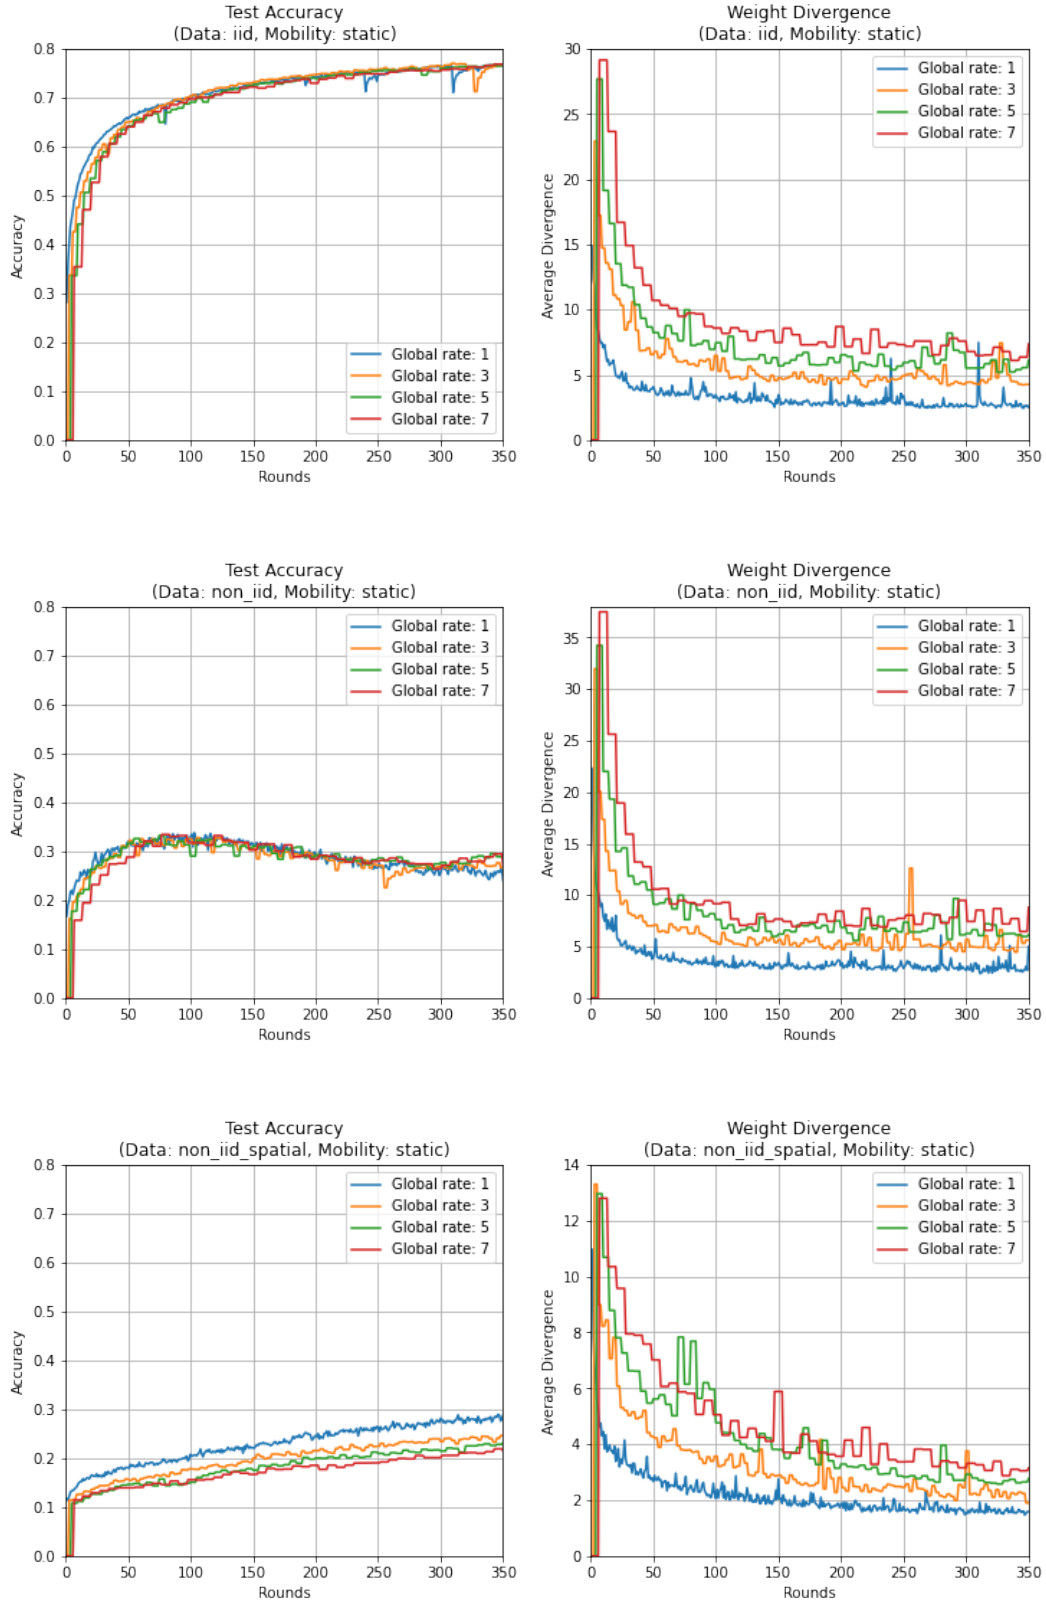 Test Accuracy
(Data: iid, Mobility: static)
0.8
0.7
0.6
0.5
0.4
0.3
0.2
0.1
0.0
Accuracy
0 50 100 150 200 250 300 350
Rounds
Global rate: 1
Global rate: 3
Global rate: 5
Global rate: 7
Weight Divergence
(Data: iid, Mobility: static)
30
25
20
15
10
5
0
Average Divergence
0 50 100 150 200 250 300 350
Rounds
Global rate: 1
Global rate: 3
Global rate: 5
Global rate: 7
Test Accuracy
(Data: non_iid, Mobility: static)
0.8
0.7
0.6
0.5
0.4
0.3
0.2
0.1
0.0
Accuracy
0 50 100 150 200 250 300 350
Rounds
Global rate: 1
Global rate: 3
Global rate: 5
Global rate: 7
Weight Divergence
(Data: non_iid, Mobility: static)
35
30
25
20
15
10
5
0
Average Divergence
0 50 100 150 200 250 300 350
Rounds
Global rate: 1
Global rate: 3
Global rate: 5
Global rate: 7
Test Accuracy
(Data: non_iid_spatial, Mobility: static)
0.8
0.7
0.6
0.5
0.4
0.3
0.2
0.1
0.0
Accuracy
0 50 100 150 200 250 300 350
Rounds
Global rate: 1
Global rate: 3
Global rate: 5
Global rate: 7
Weight Divergence
(Data: non_iid_spatial, Mobility: static)
14
12
10
8
6
4
2
0
Average Divergence
0 50 100 150 200 250 300 350
Rounds
Global rate: 1
Global rate: 3
Global rate: 5
Global rate: 7